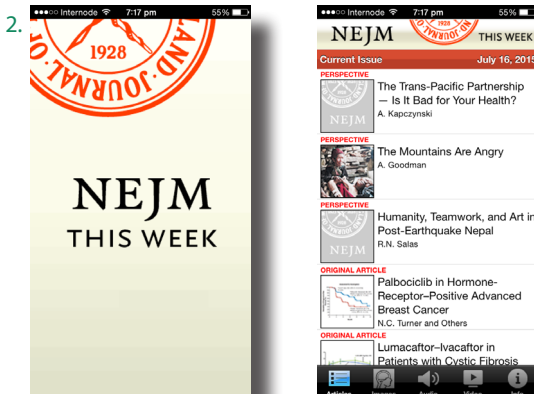 2.
Internode 7:17 pm 55%
1928
LAND JOURNAL OF
NEJM
THIS WEEK
Internode 7:17 pm 55%
NEJM THIS WEEK
Current Issue July 16, 2015
PERSPECTIVE
The Trans-Pacific Partnership
— Is It Bad for Your Health?
A. Kapczynski
NEJM
PERSPECTIVE
The Mountains Are Angry
A. Goodman
PERSPECTIVE
Humanity, Teamwork, and Art in
Post-Earthquake Nepal
R.N. Salas
NEJM
ORIGINAL ARTICLE
Palbociclib in Hormone-
Receptor–Positive Advanced
Breast Cancer
N.C. Turner and Others
ORIGINAL ARTICLE
Lumacaftor–Ivacaftor in
Patients with Cystic Fibrosis
Articles Images Audio Video Info